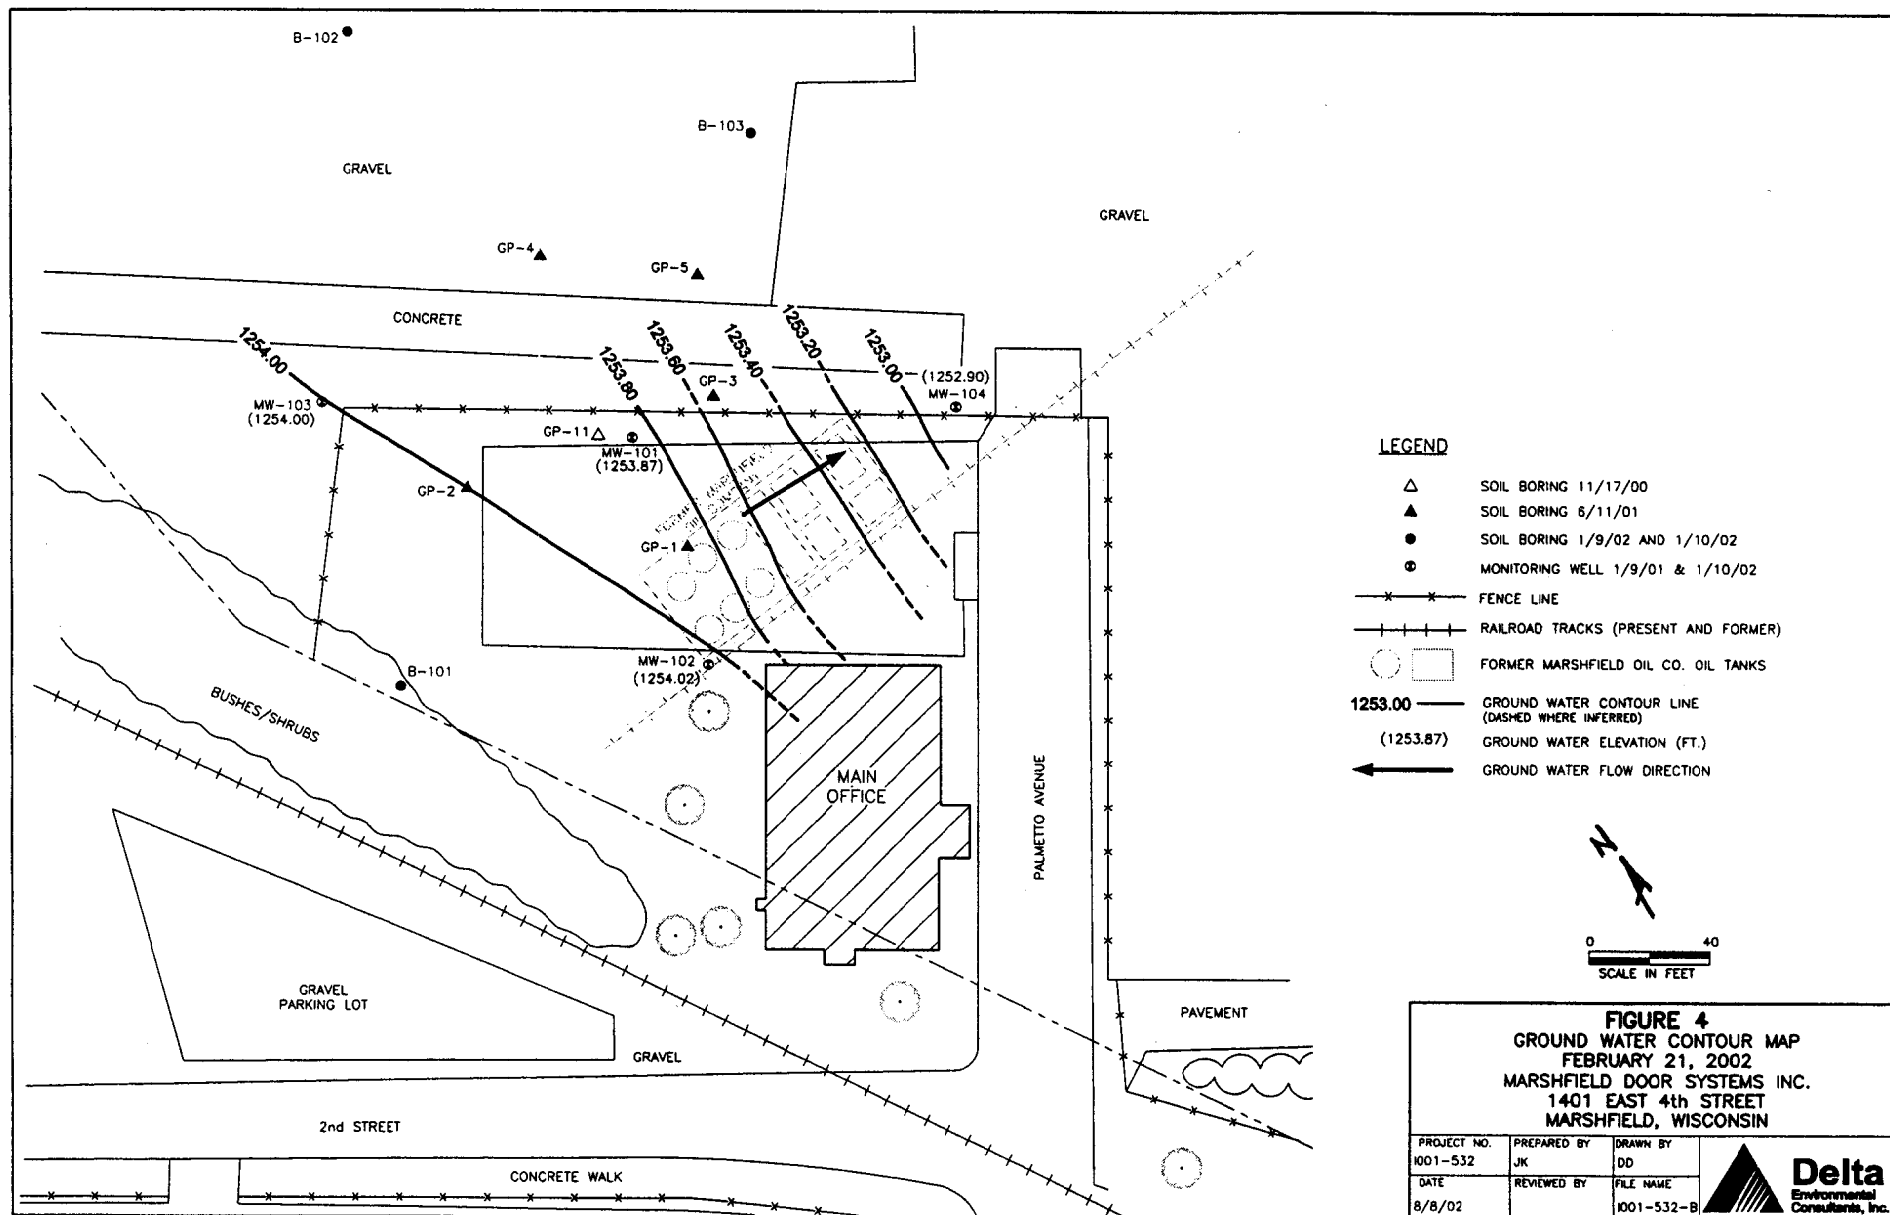 B-102
B-103
GRAVEL
GRAVEL
GP-4
GP-5
CONCRETE
1254.00
1253.80
1253.60
1253.40
1253.20
1253.00
(1252.90)
MW-104
GP-3
MW-103
(1254.00)
GP-11
MW-101
(1253.87)
GP-2
GP-1
MW-102
(1254.02)
B-101
BUSHES/SHRUBS
MAIN
OFFICE
PALMETTO AVENUE
GRAVEL
PARKING LOT
GRAVEL
PAVEMENT
2nd STREET
CONCRETE WALK
LEGEND
SOIL BORING 11/17/00
SOIL BORING 6/11/01
SOIL BORING 1/9/02 AND 1/10/02
MONITORING WELL 1/9/01 & 1/10/02
FENCE LINE
RAILROAD TRACKS (PRESENT AND FORMER)
FORMER MARSHFIELD OIL CO. OIL TANKS
1253.00 GROUND WATER CONTOUR LINE
(DASHED WHERE INFERRED)
(1253.87) GROUND WATER ELEVATION (FT.)
GROUND WATER FLOW DIRECTION
N
0 40
SCALE IN FEET
FIGURE 4
GROUND WATER CONTOUR MAP
FEBRUARY 21, 2002
MARSHFIELD DOOR SYSTEMS INC.
1401 EAST 4th STREET
MARSHFIELD, WISCONSIN
PROJECT NO. PREPARED BY DRAWN BY
I001-532 JK DD
DATE REVIEWED BY FILE NAME
8/8/02 I001-532-B
Delta
Environmental
Consultants, Inc.